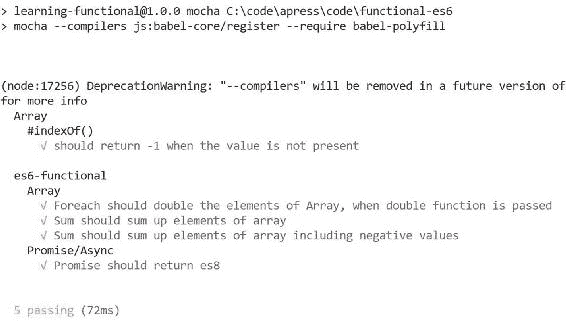 > learning-functional@1.0.0 mocha C:\code\apress\code\functional-es6
> mocha --compilers js:babel-core/register --require babel-polyfill
(node:17256) DeprecationWarning: "--compilers" will be removed in a future version of
for more info
Array
#indexOf()
√ should return -1 when the value is not present
es6-functional
Array
√ Foreach should double the elements of Array, when double function is passed
√ Sum should sum up elements of array
√ Sum should sum up elements of array including negative values
Promise/Async
√ Promise should return es8
5 passing (72ms)